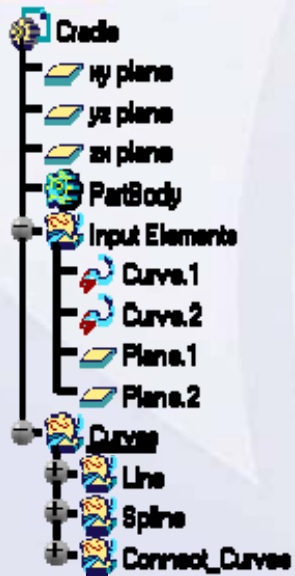 Cradle
xy plane
yz plane
zx plane
PartBody
Input Elements
Curve.1
Curve.2
Plane.1
Plane.2
Curves
Line
Spline
Connect_Curves